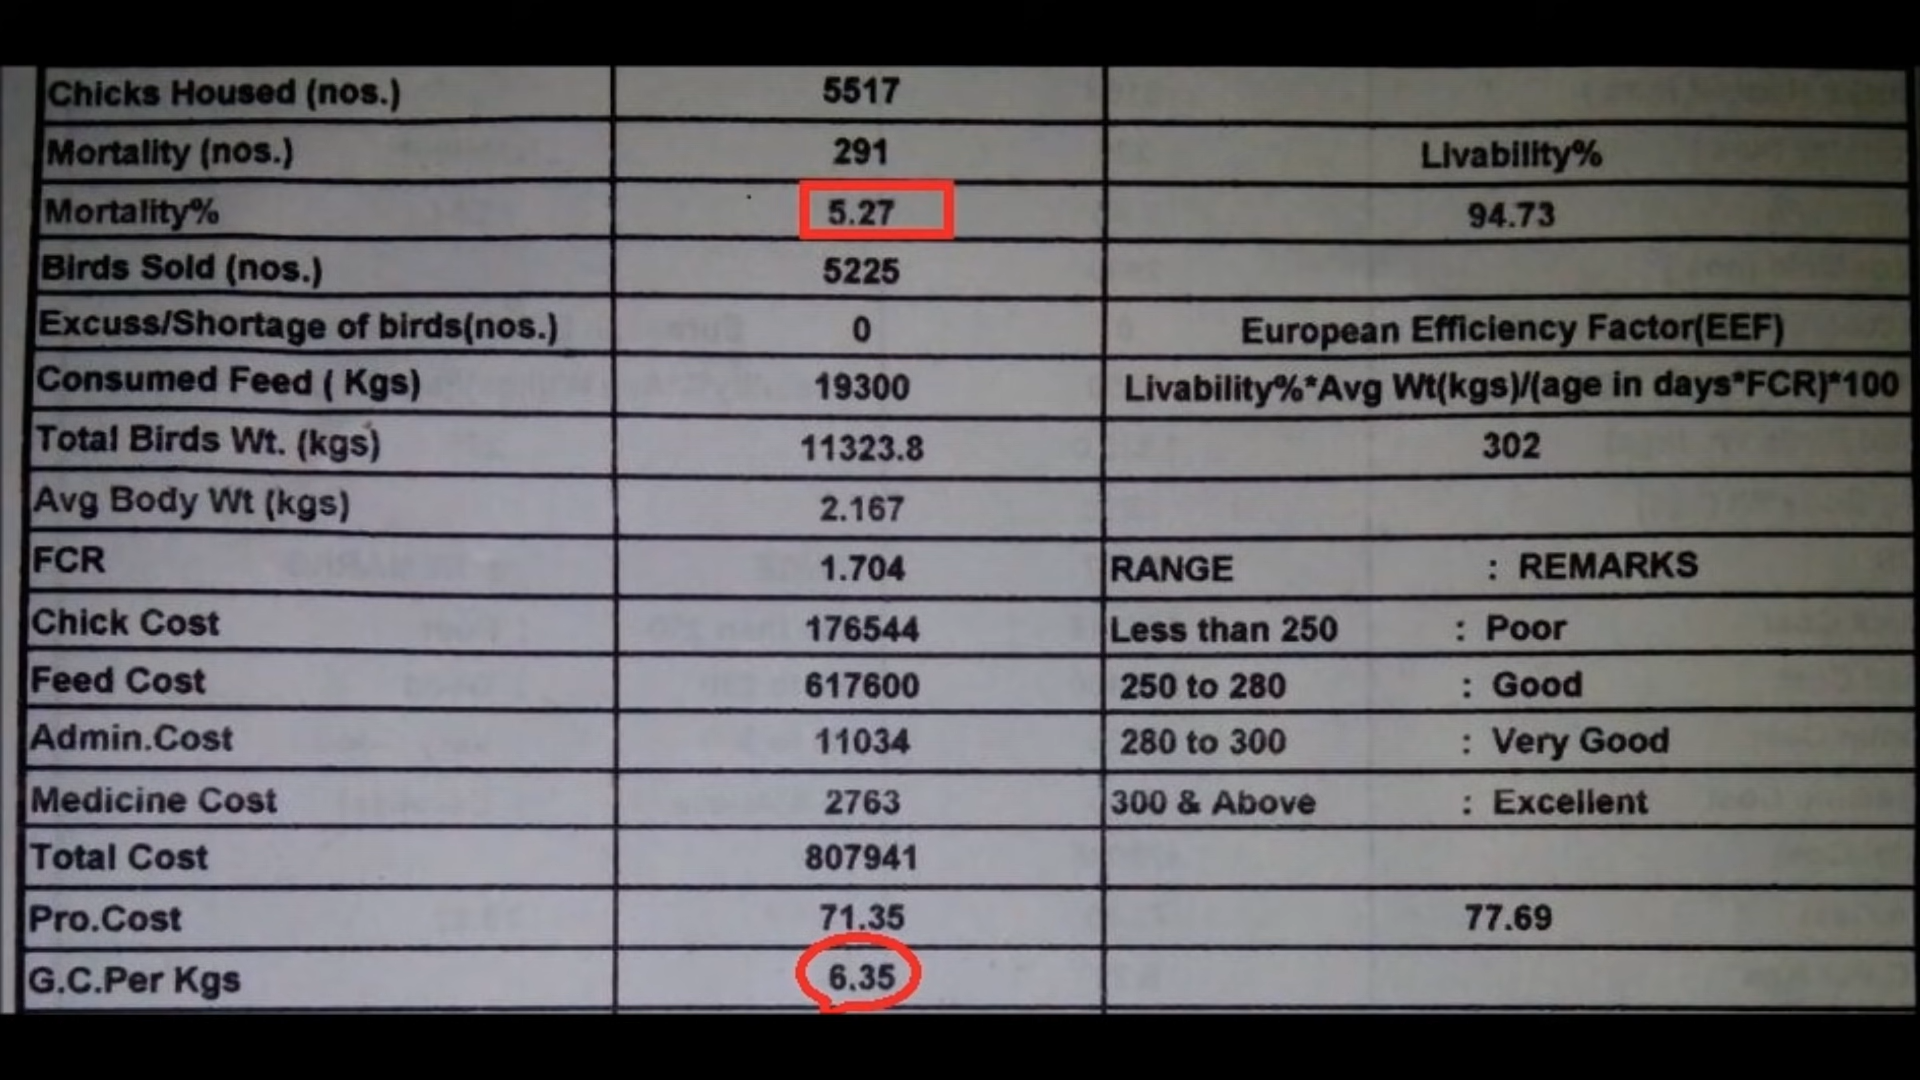 Chicks Housed (nos.) 5517
Mortality (nos.) 291 Livability%
Mortality% 5.27 94.73
Birds Sold (nos.) 5225
Excuss/Shortage of birds(nos.) 0 European Efficiency Factor(EEF)
Consumed Feed ( Kgs) 19300 Livability%*Avg Wt(kgs)/(age in days*FCR)*100
Total Birds Wt. (kgs) 11323.8 302
Avg Body Wt (kgs) 2.167
FCR 1.704 RANGE : REMARKS
Chick Cost 176544 Less than 250 : Poor
Feed Cost 617600 250 to 280 : Good
Admin.Cost 11034 280 to 300 : Very Good
Medicine Cost 2763 300 & Above : Excellent
Total Cost 807941
Pro.Cost 71.35 77.69
G.C.Per Kgs 6.35